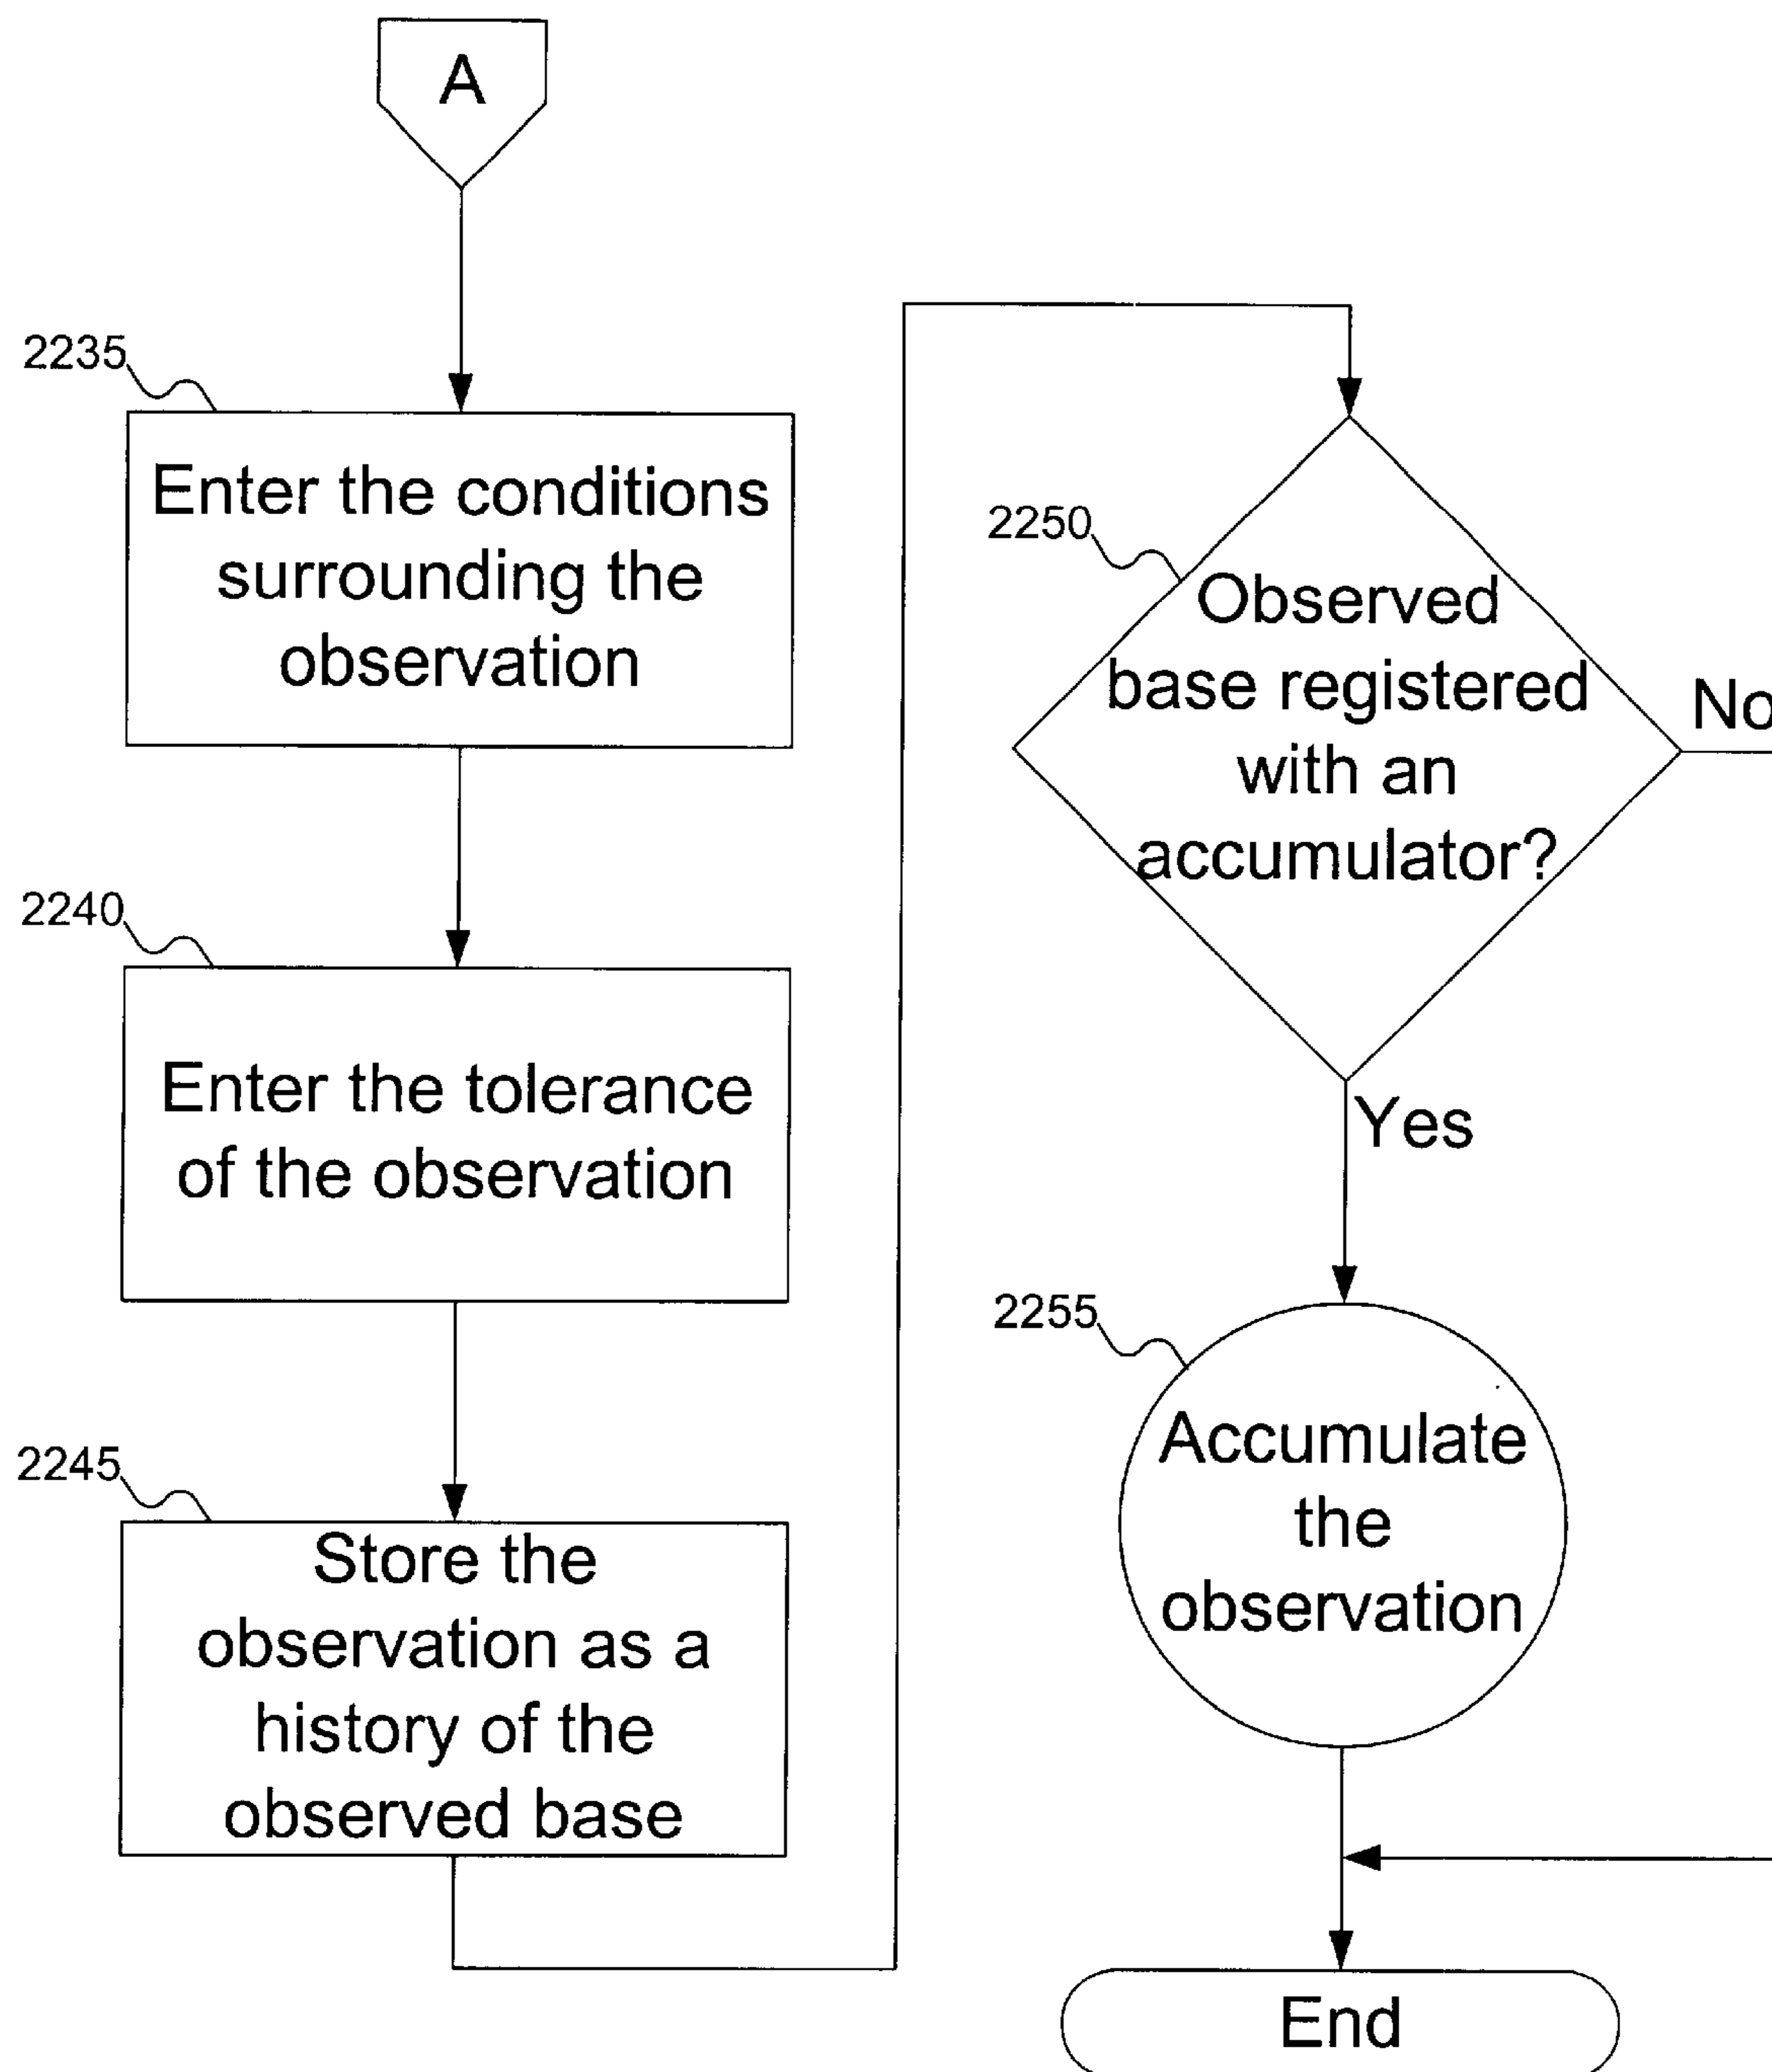 A
2235
Enter the conditions
surrounding the
observation
2240
Enter the tolerance
of the observation
2245
Store the
observation as a
history of the
observed base
2250
Observed
base registered
with an
accumulator?
No
Yes
2255
Accumulate
the
observation
End